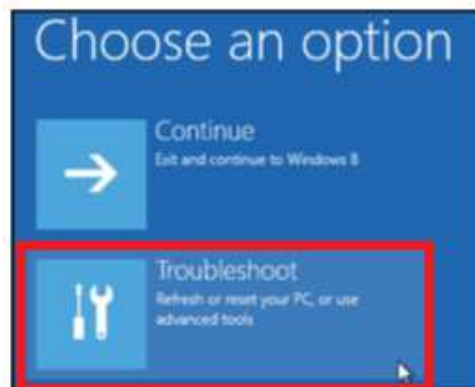 Choose an option
Continue
Exit and continue to Windows 8
Troubleshoot
Refresh or reset your PC, or use
advanced tools